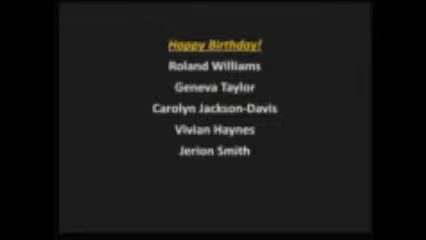 Happy Birthday!
Roland Williams
Geneva Taylor
Carolyn Jackson-Davis
Vivian Haynes
Jerion Smith